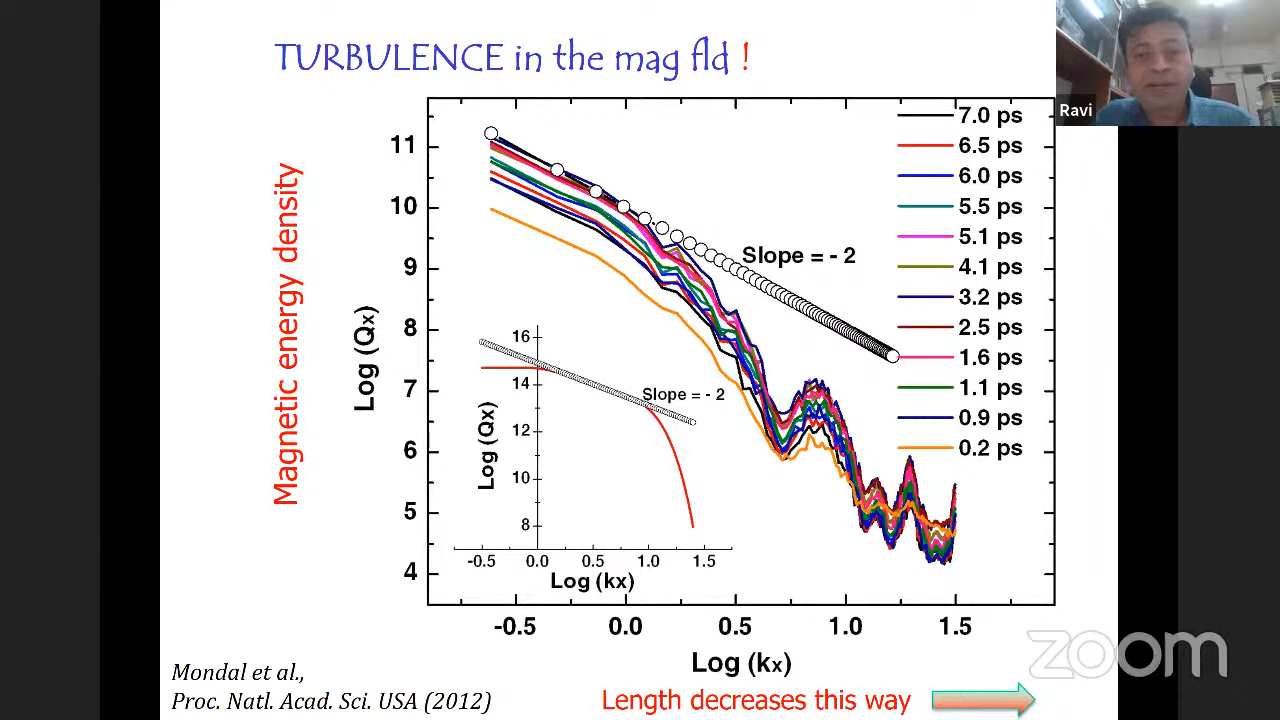 TURBULENCE in the mag fld !
Ravi
Magnetic energy density
Log (Qx)
11
10
9
8
7
6
5
4
-0.5
0.0
0.5
1.0
1.5
Log (kx)
Slope = - 2
7.0 ps
6.5 ps
6.0 ps
5.5 ps
5.1 ps
4.1 ps
3.2 ps
2.5 ps
1.6 ps
1.1 ps
0.9 ps
0.2 ps
Log (Qx)
16
14
12
10
8
Slope = - 2
-0.5
0.0
0.5
1.0
1.5
Log (kx)
zoom
Mondal et al.,
Proc. Natl. Acad. Sci. USA (2012)
Length decreases this way